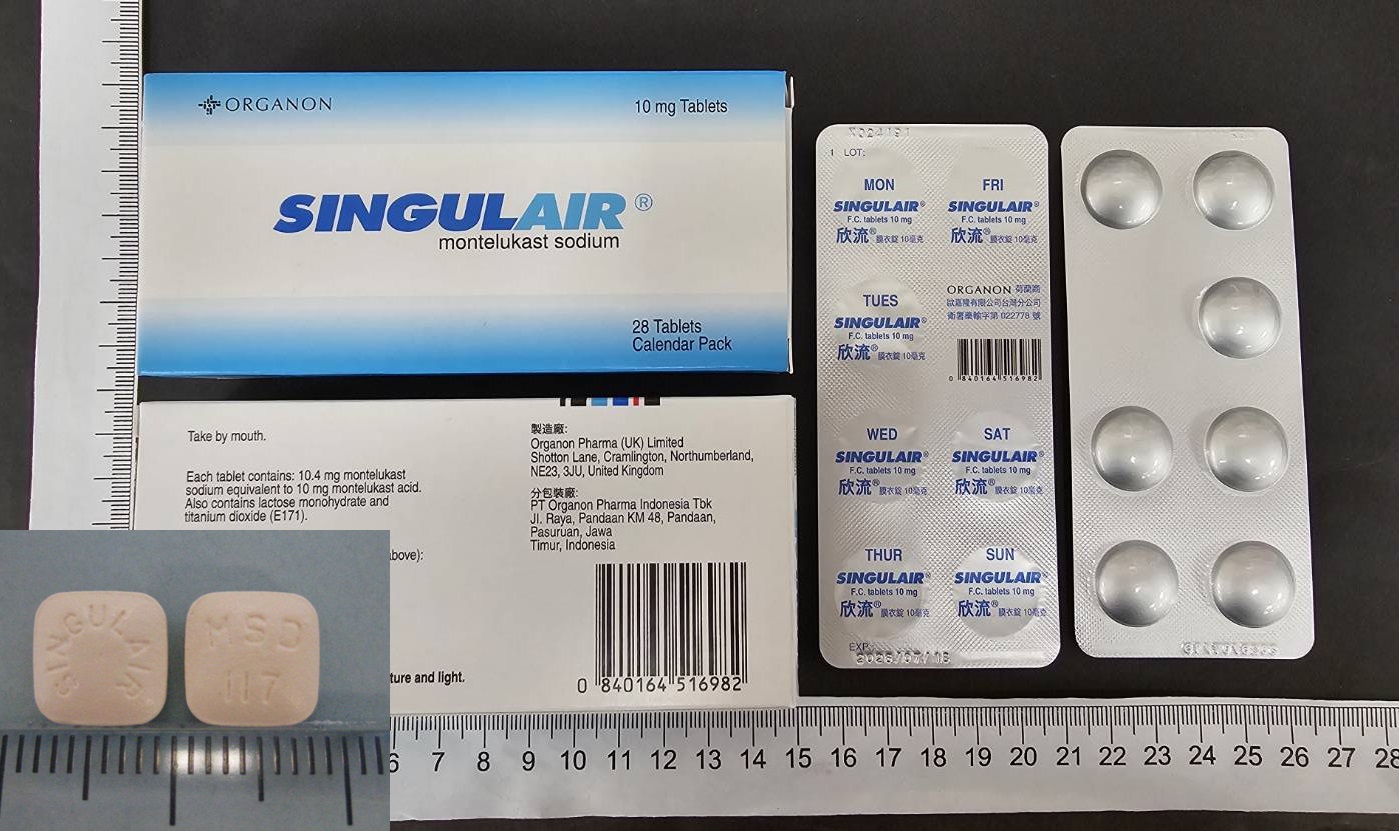 ORGANON
10 mg Tablets
SINGULAIR®
montelukast sodium
28 Tablets
Calendar Pack
Take by mouth.
Each tablet contains: 10.4 mg montelukast
sodium equivalent to 10 mg montelukast acid.
Also contains lactose monohydrate and
titanium dioxide (E171).
above):
ture and light.
製造廠:
Organon Pharma (UK) Limited
Shotton Lane, Cramlington, Northumberland,
NE23, 3JU, United Kingdom
分包裝廠:
PT Organon Pharma Indonesia Tbk
Jl. Raya, Pandaan KM 48, Pandaan,
Pasuruan, Jawa
Timur, Indonesia
0 840164 516982
SINGULAIR
MSD
117
X024191
1 LOT:
MON
SINGULAIR®
F.C. tablets 10 mg
欣流® 膜衣錠 10毫克
FRI
SINGULAIR®
F.C. tablets 10 mg
欣流® 膜衣錠 10毫克
TUES
SINGULAIR®
F.C. tablets 10 mg
欣流® 膜衣錠 10毫克
ORGANON 荷蘭商
歐嘉隆有限公司台灣分公司
衛署藥輸字第 022778 號
0 840164 516982
WED
SINGULAIR®
F.C. tablets 10 mg
欣流® 膜衣錠 10毫克
SAT
SINGULAIR®
F.C. tablets 10 mg
欣流® 膜衣錠 10毫克
THUR
SINGULAIR®
F.C. tablets 10 mg
欣流® 膜衣錠 10毫克
SUN
SINGULAIR®
F.C. tablets 10 mg
欣流® 膜衣錠 10毫克
EXP.
2026/07/18
6 7 8 9 10 11 12 13 14 15 16 17 18 19 20 21 22 23 24 25 26 27 28